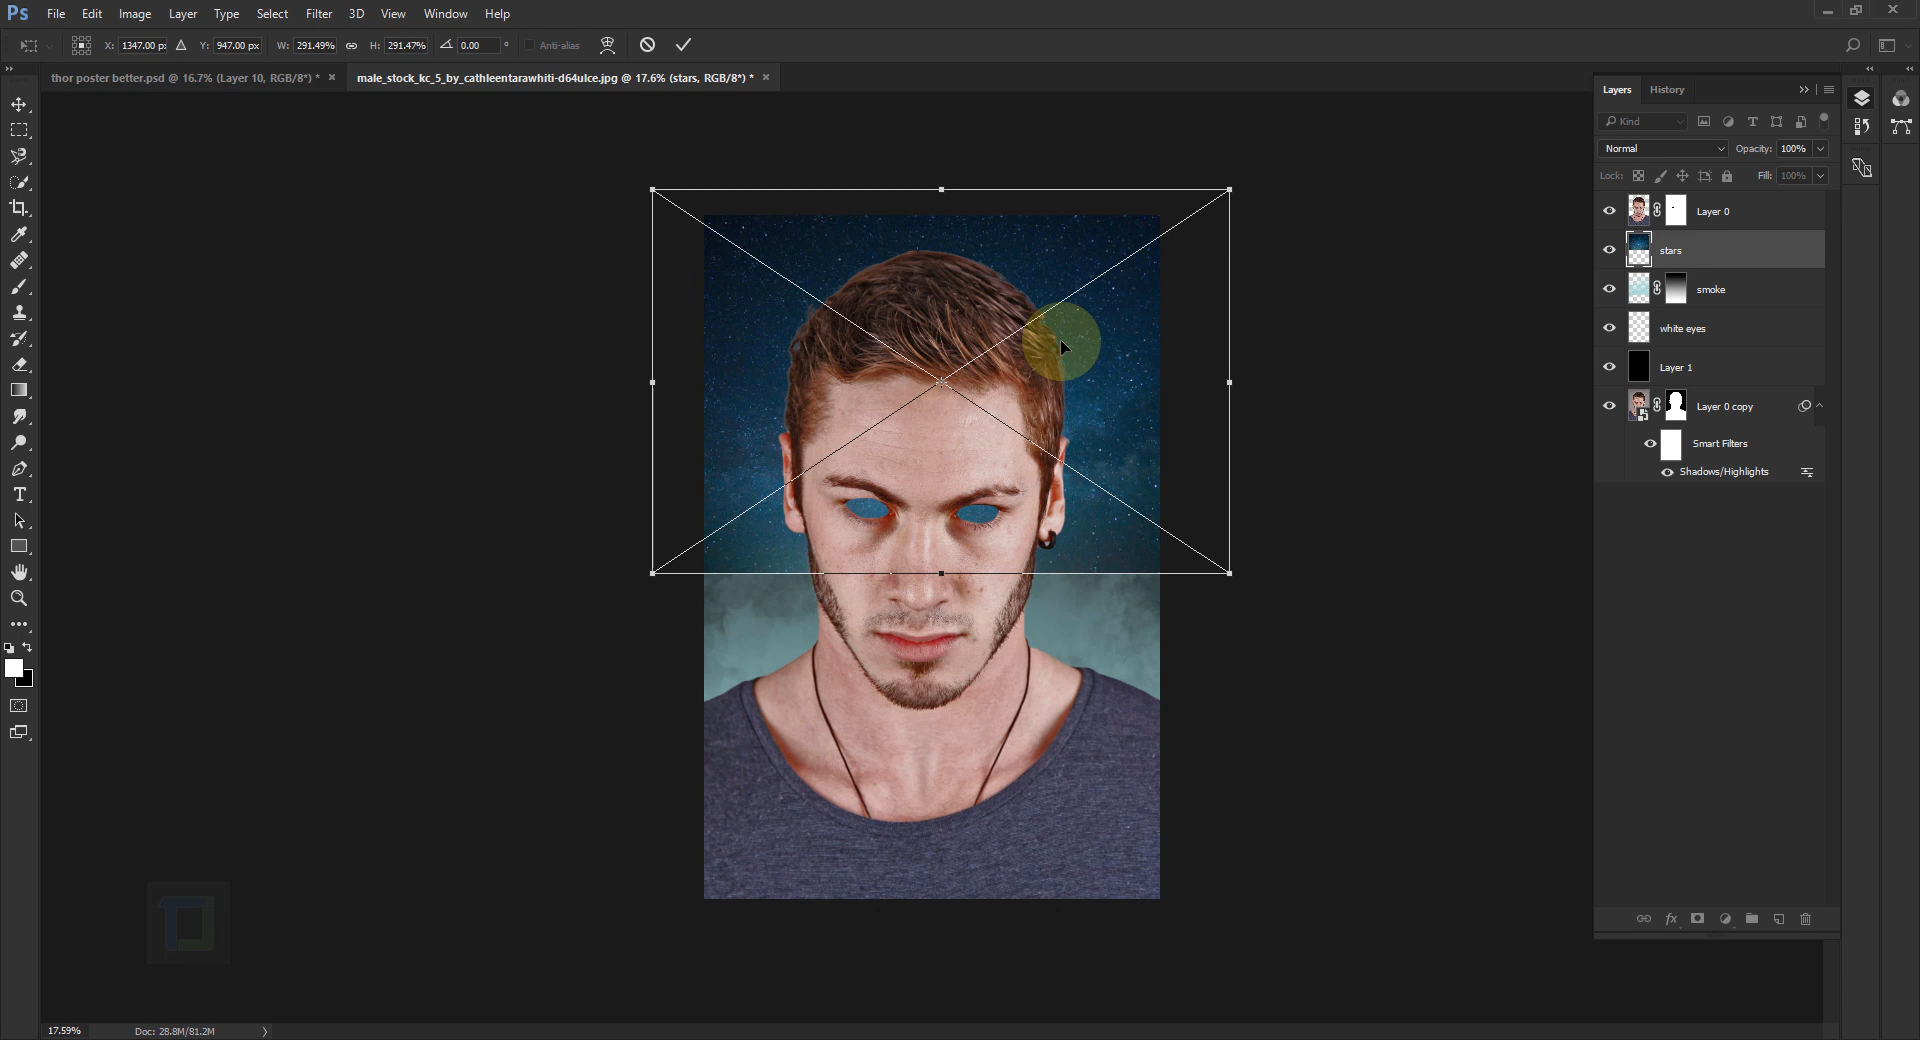 Ps File Edit Image Layer Type Select Filter 3D View Window Help
X: 1347.00 px Y: 947.00 px W: 291.49% H: 291.47% 0.00 ° Anti-alias
thor poster better.psd @ 16.7% (Layer 10, RGB/8*) * × male_stock_kc_5_by_cathleentarawhiti-d64ulce.jpg @ 17.6% (stars, RGB/8*) * ×
Layers History
Kind
Normal Opacity: 100%
Lock: Fill: 100%
Layer 0
stars
smoke
white eyes
Layer 1
Layer 0 copy
Smart Filters
Shadows/Highlights
fx
17.59% Doc: 28.8M/81.2M